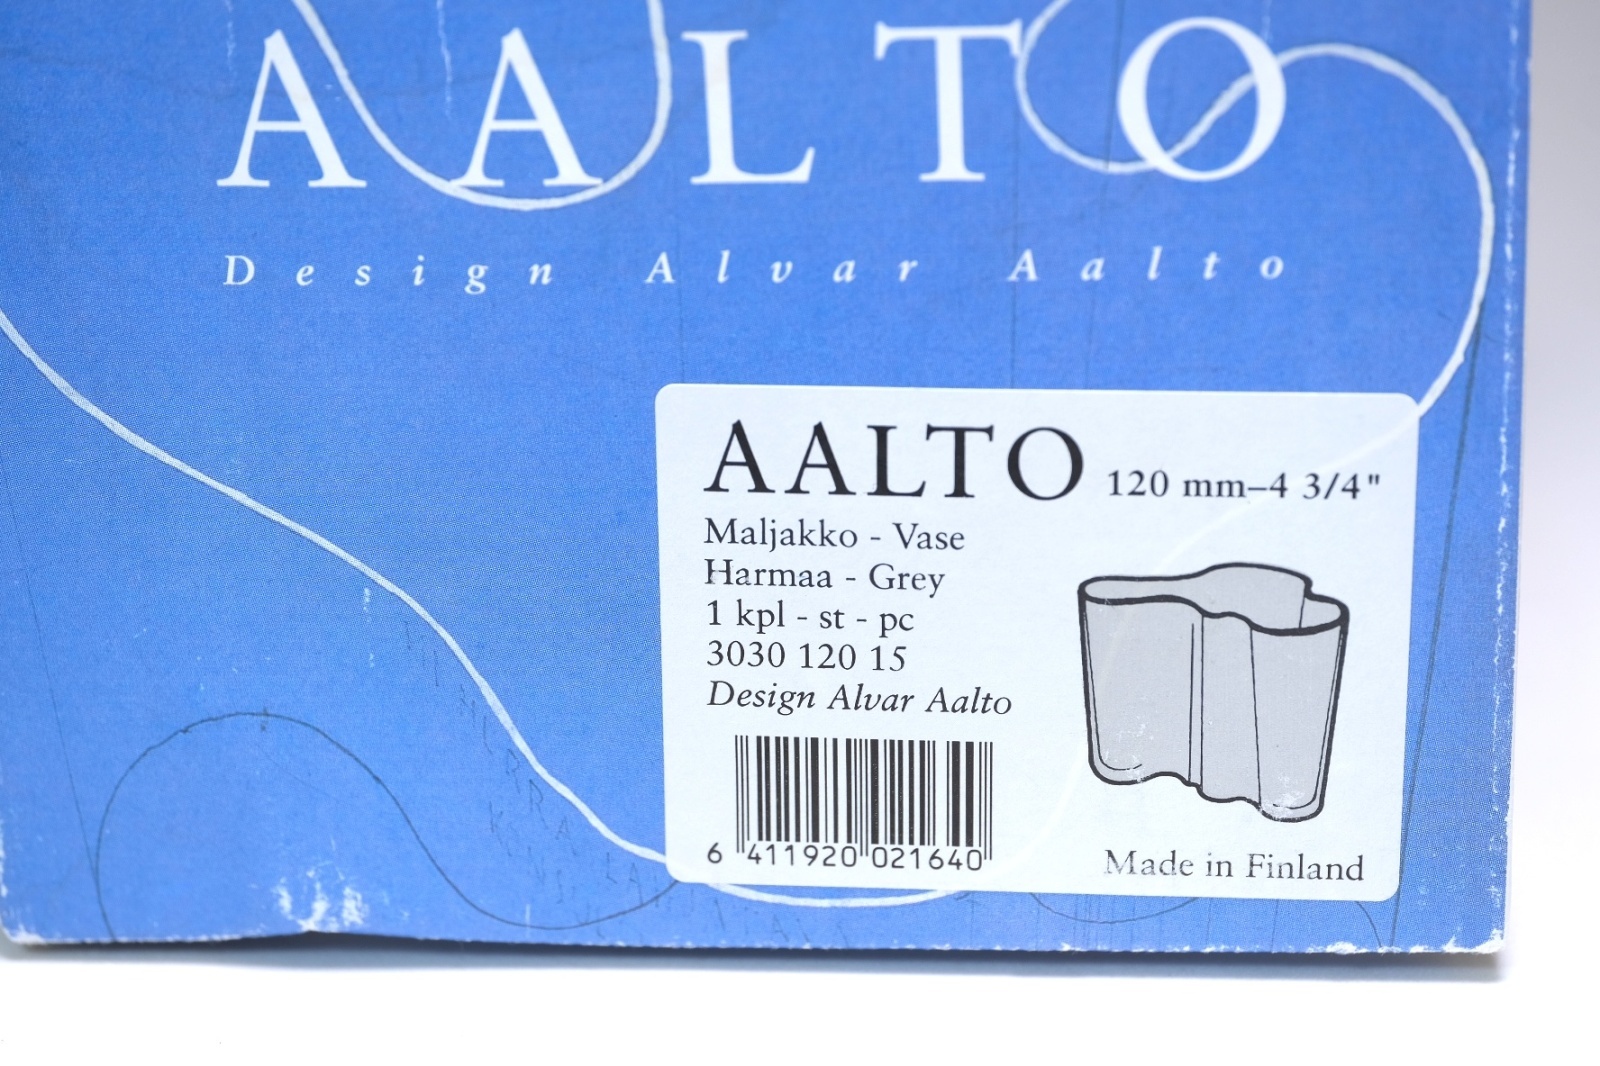 AALTO
Design Alvar Aalto
AALTO 120 mm–4 3/4"
Maljakko - Vase
Harmaa - Grey
1 kpl - st - pc
3030 120 15
Design Alvar Aalto
6 411920 021640
Made in Finland